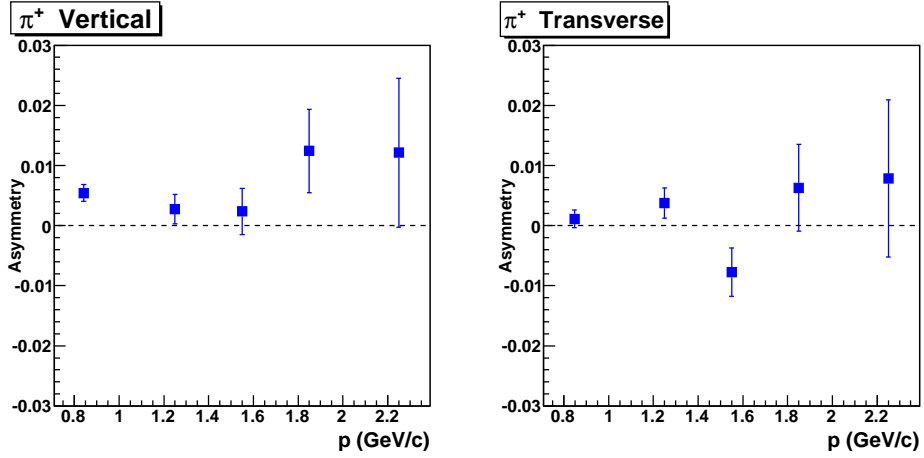 π+ Vertical
0.03
0.02
0.01
0
-0.01
-0.02
-0.03
Asymmetry
0.8 1 1.2 1.4 1.6 1.8 2 2.2
p (GeV/c)
π+ Transverse
0.03
0.02
0.01
0
-0.01
-0.02
-0.03
Asymmetry
0.8 1 1.2 1.4 1.6 1.8 2 2.2
p (GeV/c)